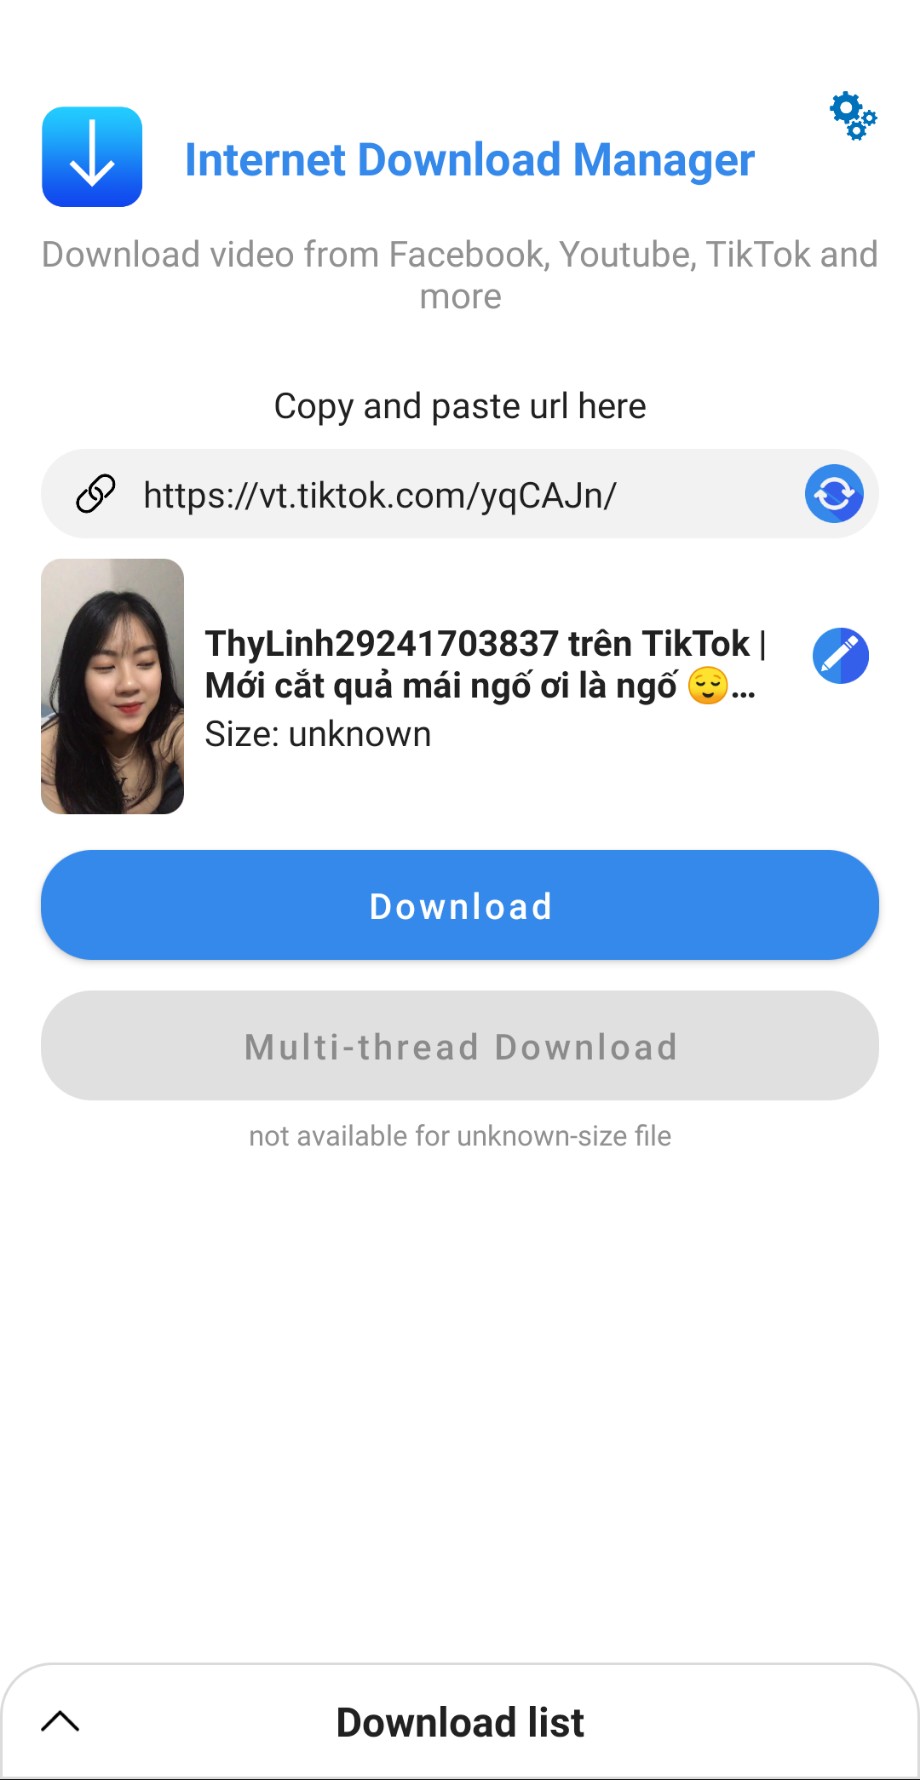 Internet Download Manager
Download video from Facebook, Youtube, TikTok and
more
Copy and paste url here
https://vt.tiktok.com/yqCAJn/
ThyLinh29241703837 trên TikTok |
Mới cắt quả mái ngố ơi là ngố 😌...
Size: unknown
Download
Multi-thread Download
not available for unknown-size file
Download list